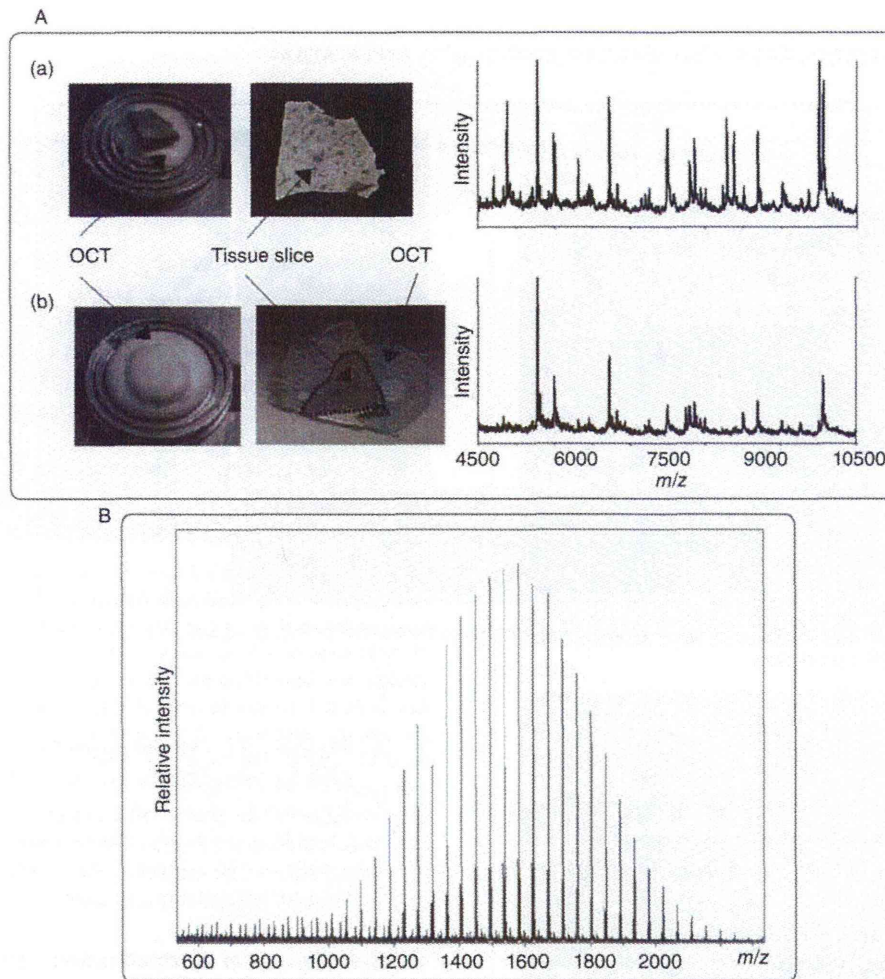 A
(a)
Intensity
OCT Tissue slice OCT
(b)
Intensity
4500 6000 7500 9000 10500
m/z
B
Relative intensity
600 800 1000 1200 1400 1600 1800 2000 m/z